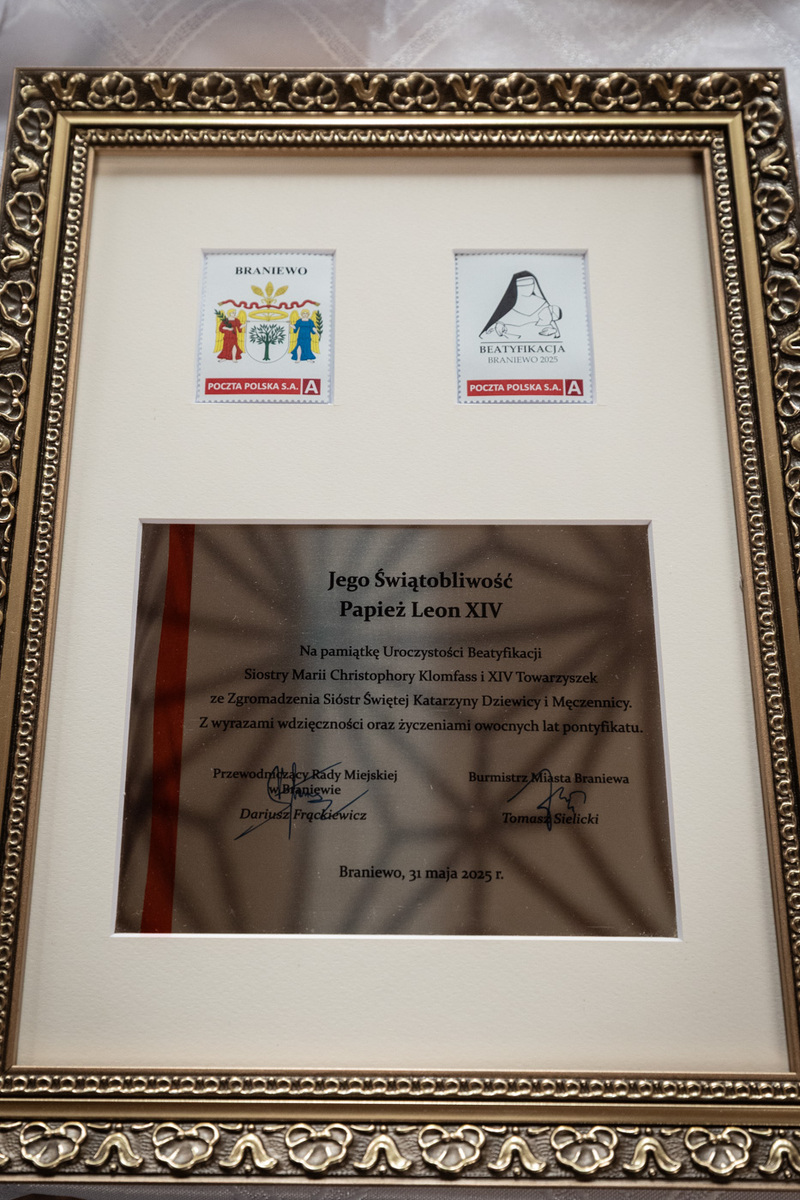 BRANIEWO
POCZTA POLSKA S.A. A
BEATYFIKACJA
BRANIEWO 2025
POCZTA POLSKA S.A. A
Jego Świątobliwość
Papież Leon XIV
Na pamiątkę Uroczystości Beatyfikacji
Siostry Marii Christophory Klomfass i XIV Towarzyszek
ze Zgromadzenia Sióstr Świętej Katarzyny Dziewicy i Męczennicy.
Z wyrazami wdzięczności oraz życzeniami owocnych lat pontyfikatu.
Przewodniczący Rady Miejskiej
w Braniewie
Dariusz Frąckiewicz
Burmistrz Miasta Braniewa
Tomasz Sielicki
Braniewo, 31 maja 2025 r.